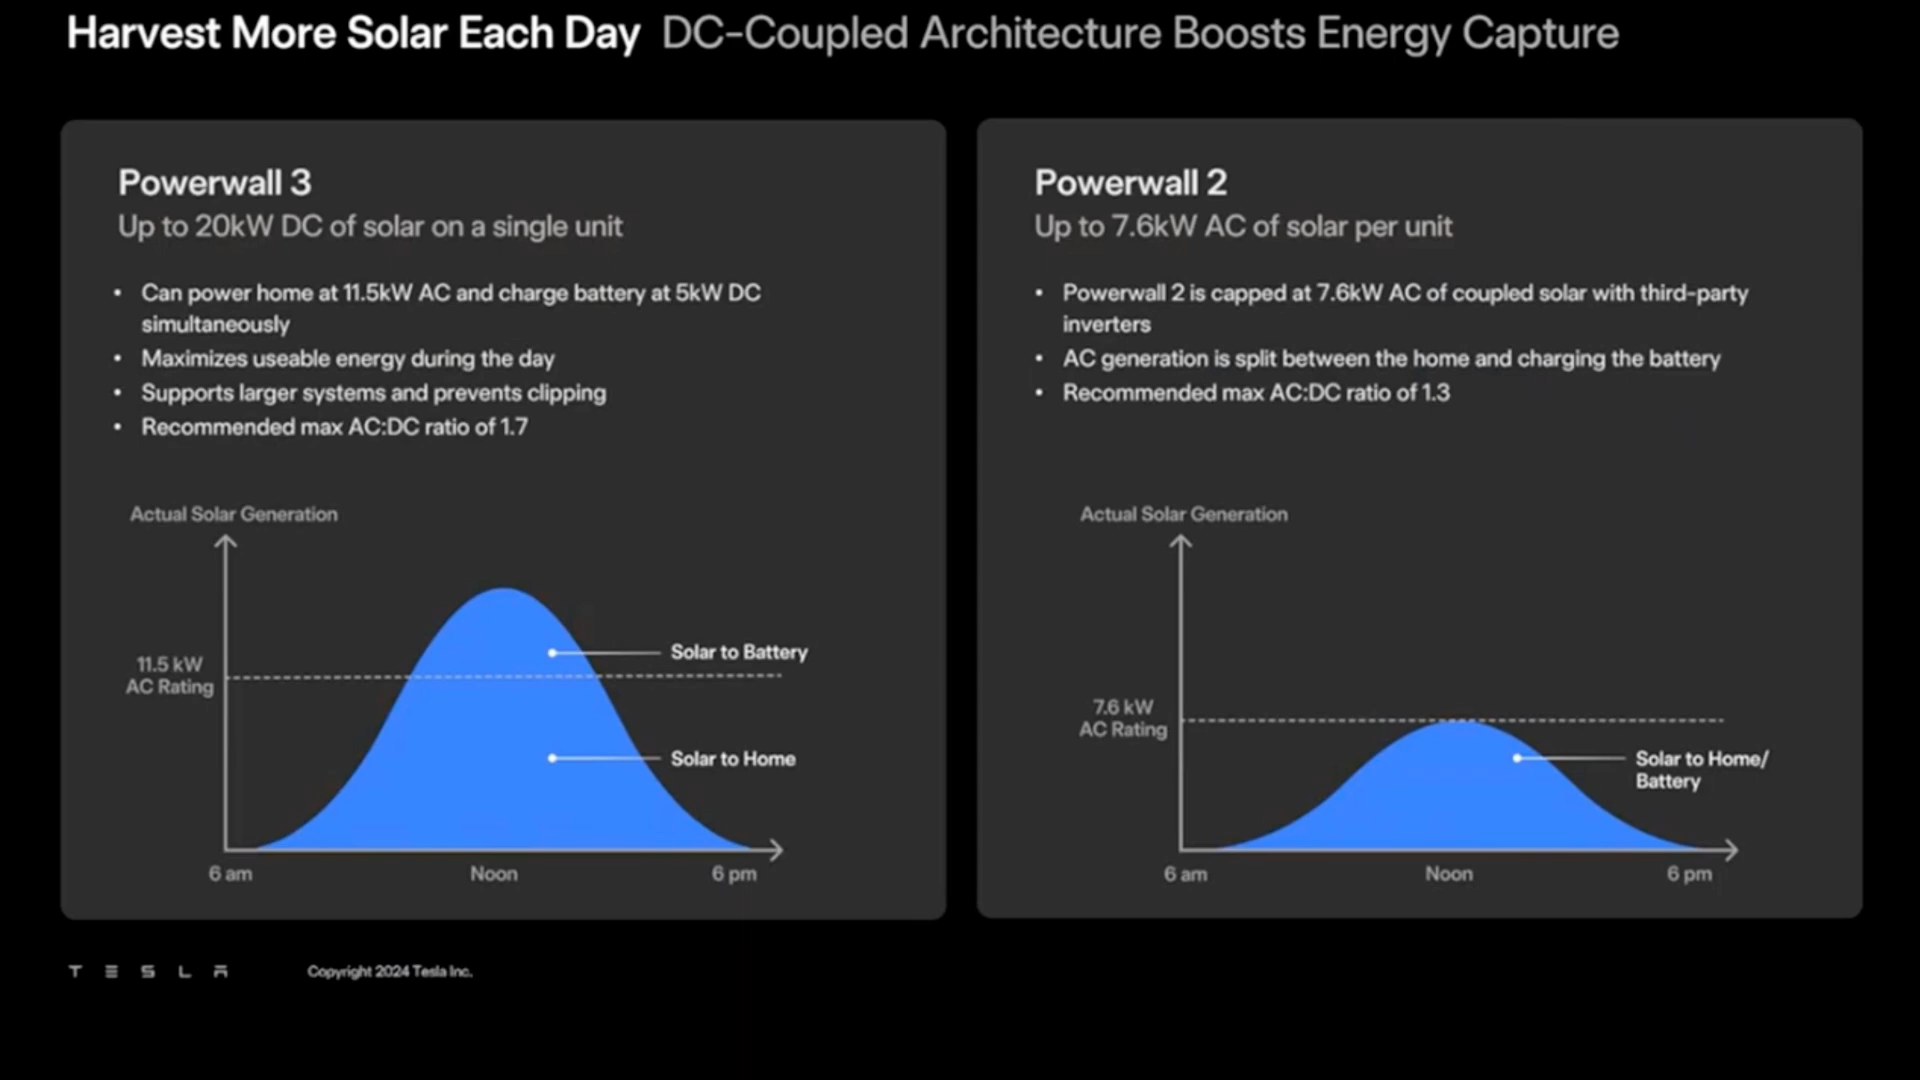 Harvest More Solar Each Day DC-Coupled Architecture Boosts Energy Capture
Powerwall 3
Up to 20kW DC of solar on a single unit
• Can power home at 11.5kW AC and charge battery at 5kW DC
simultaneously
• Maximizes useable energy during the day
• Supports larger systems and prevents clipping
• Recommended max AC:DC ratio of 1.7
Actual Solar Generation
Solar to Battery
11.5 kW
AC Rating
Solar to Home
6 am
Noon
6 pm
Powerwall 2
Up to 7.6kW AC of solar per unit
• Powerwall 2 is capped at 7.6kW AC of coupled solar with third-party
inverters
• AC generation is split between the home and charging the battery
• Recommended max AC:DC ratio of 1.3
Actual Solar Generation
7.6 kW
AC Rating
Solar to Home/
Battery
6 am
Noon
6 pm
TESLA
Copyright 2024 Tesla Inc.